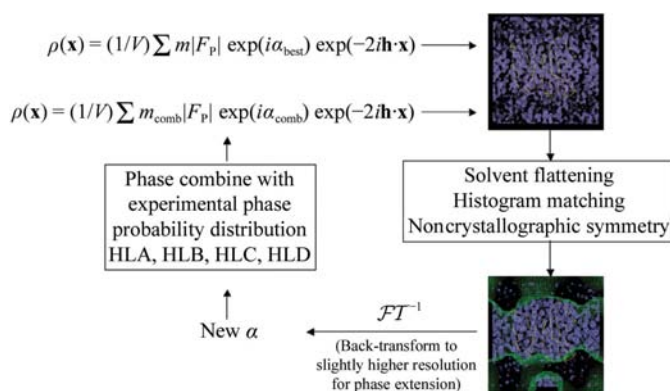 ρ(x) = (1/V) ∑ m|F_P| exp(iα_best) exp(−2ih·x)
ρ(x) = (1/V) ∑ m_comb|F_P| exp(iα_comb) exp(−2ih·x)
Phase combine with
experimental phase
probability distribution
HLA, HLB, HLC, HLD
Solvent flattening
Histogram matching
Noncrystallographic symmetry
New α
ℱ𝒯⁻¹
(Back-transform to
slightly higher resolution
for phase extension)